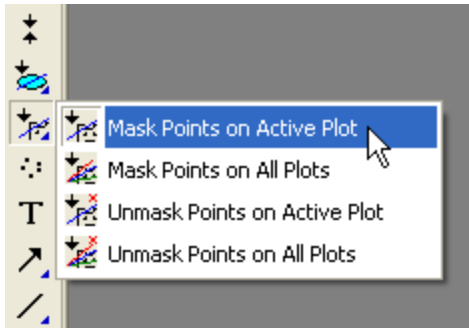 Mask Points on Active Plot
Mask Points on All Plots
T
Unmask Points on Active Plot
Unmask Points on All Plots